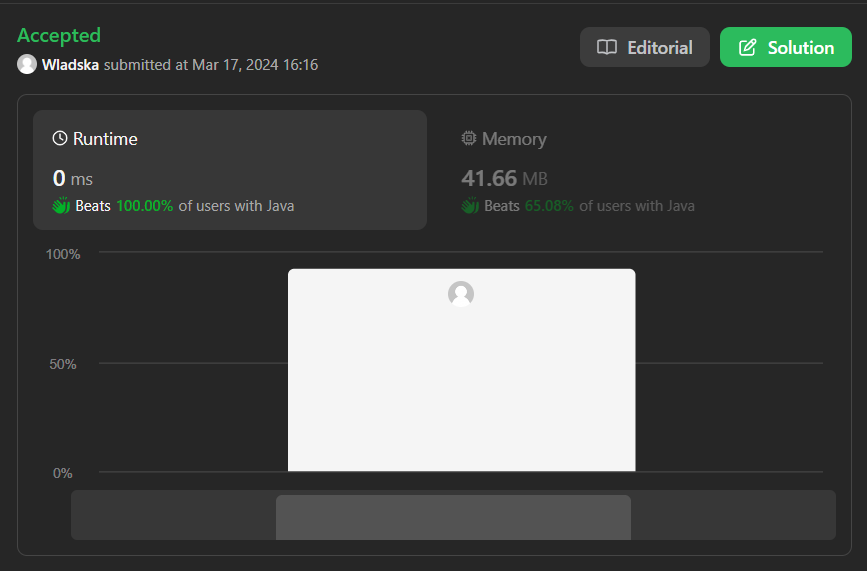 Accepted
Wladska submitted at Mar 17, 2024 16:16
Editorial
Solution
Runtime
0 ms
Beats 100.00% of users with Java
Memory
41.66 MB
Beats 65.08% of users with Java
100%
50%
0%